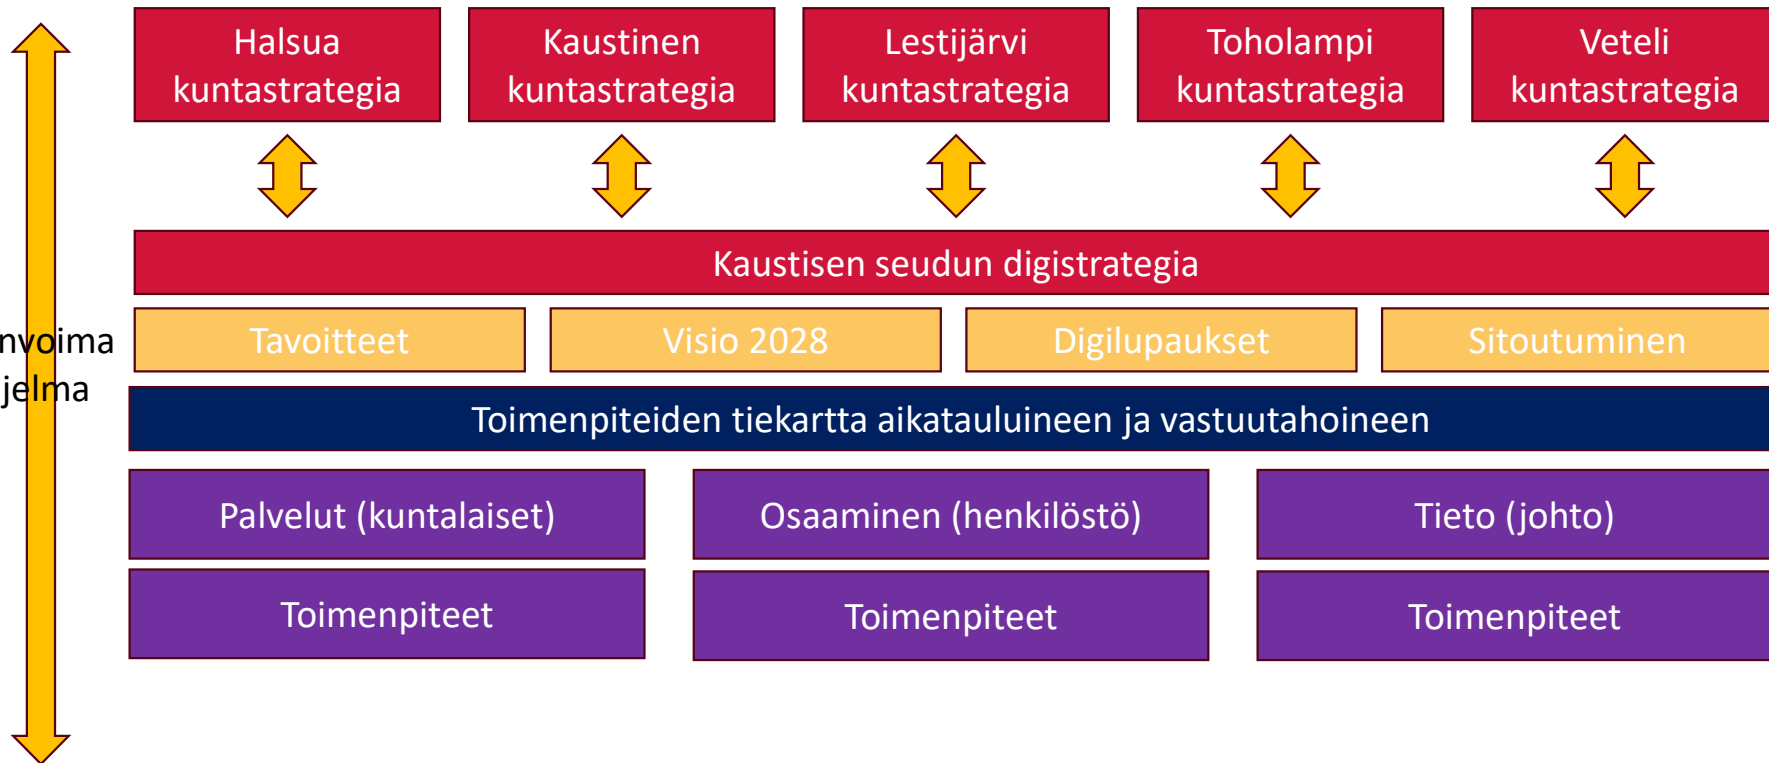 Halsua
kuntastrategia
Kaustinen
kuntastrategia
Lestijärvi
kuntastrategia
Toholampi
kuntastrategia
Veteli
kuntastrategia
Kaustisen seudun digistrategia
Tavoitteet
Visio 2028
Digilupaukset
Sitoutuminen
nvoima
jelma
Toimenpiteiden tiekartta aikatauluineen ja vastuutahoineen
Palvelut (kuntalaiset)
Osaaminen (henkilöstö)
Tieto (johto)
Toimenpiteet
Toimenpiteet
Toimenpiteet